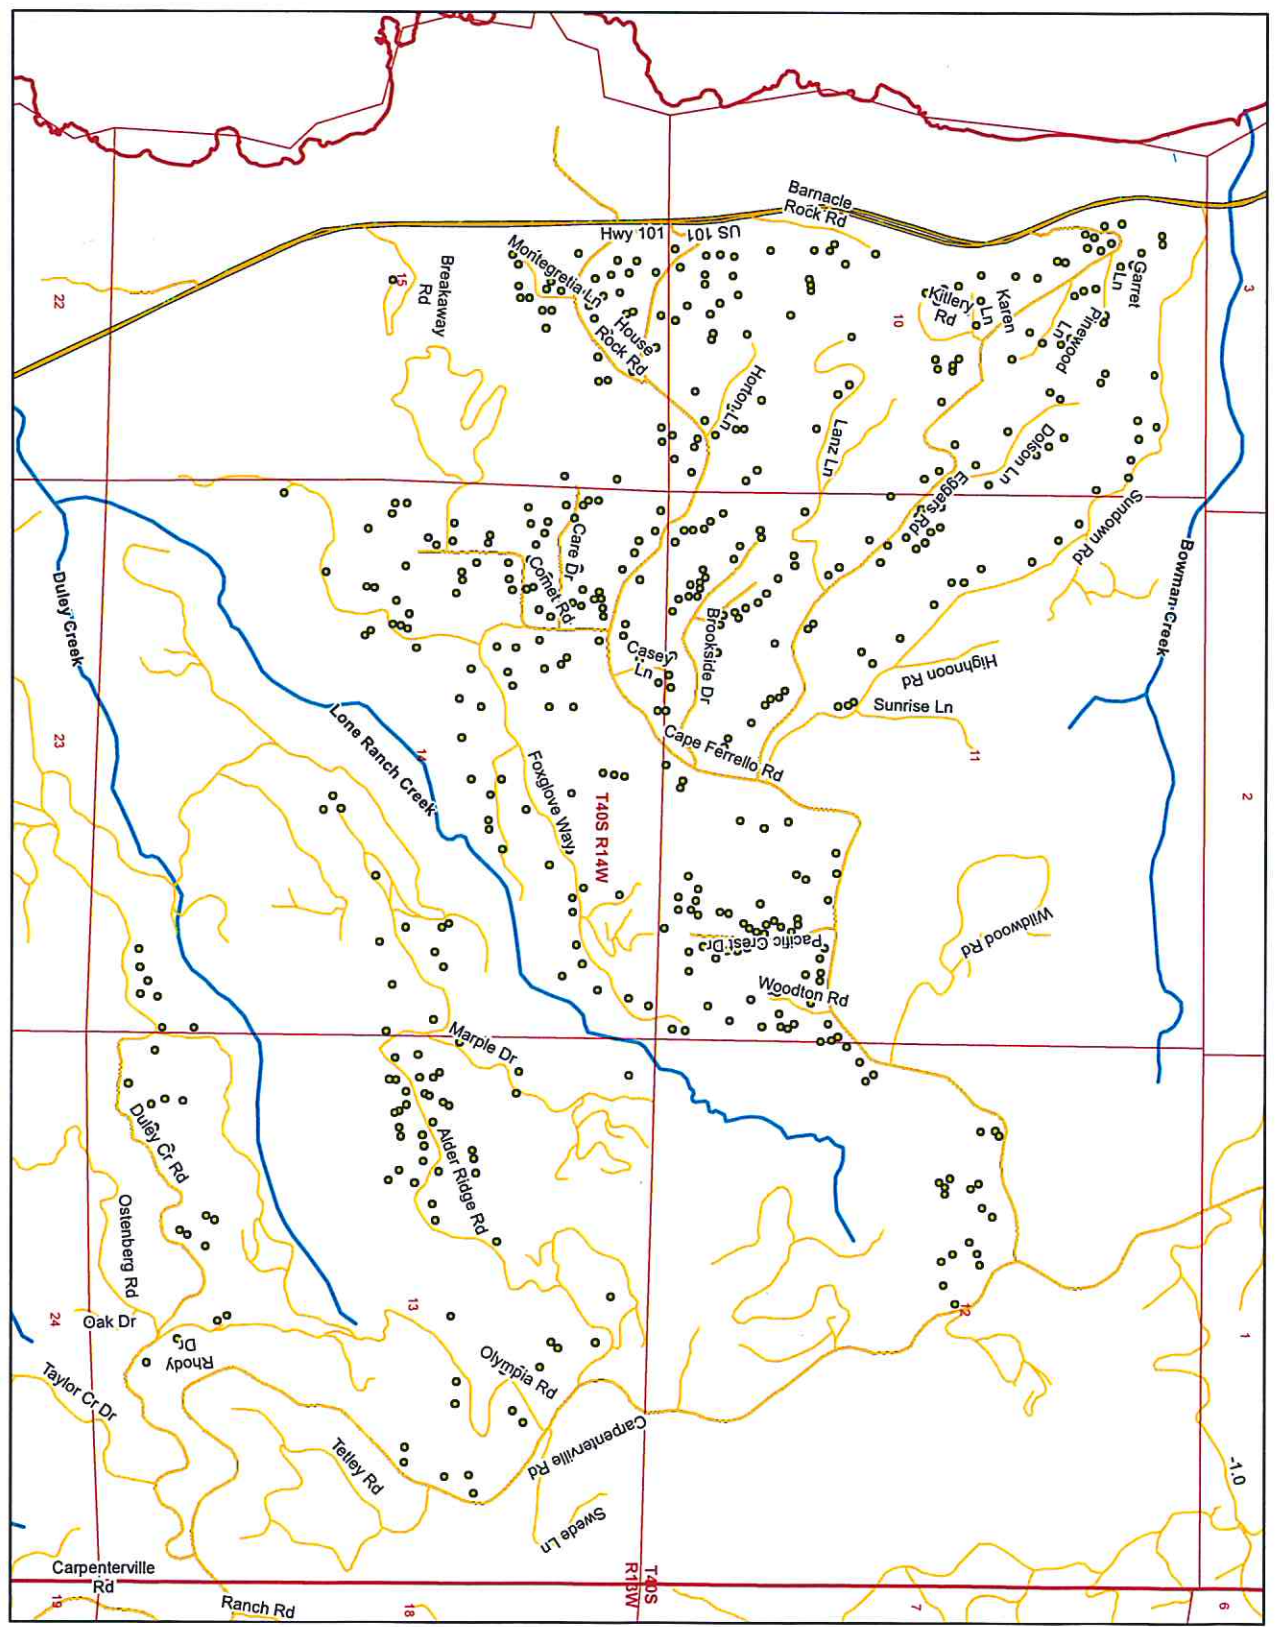 Barnacle
Rock Rd
Hwy 101
US 101
Montegretia Ln
Breakaway
Rd
15
22
House
Rock Rd
Horton Ln
Lanz Ln
10
Kitlery
Rd
Karen
Ln
Garret
Ln
Pinewood
Ln
3
Dolson Ln
Eggars Rd
Sundown Rd
Bowman Creek
Care Dr
Comet Rd
Duley Creek
Casey
Ln
Brookside Dr
Highnoon Rd
Sunrise Ln
11
2
Cape Ferrello Rd
Lone Ranch Creek
14
23
Foxglove Way
T40S R14W
Wildwood Rd
Pacific Crest Dr
Woodton Rd
Marple Dr
Duley Cr Rd
Alder Ridge Rd
Ostenberg Rd
Oak Dr
24
13
12
1
Rhody
Dr
Olympia Rd
Taylor Cr Dr
Tetley Rd
Carpenterville Rd
Swede Ln
-1.0
Carpenterville
Rd
T40S
R13W
19
Ranch Rd
18
7
6